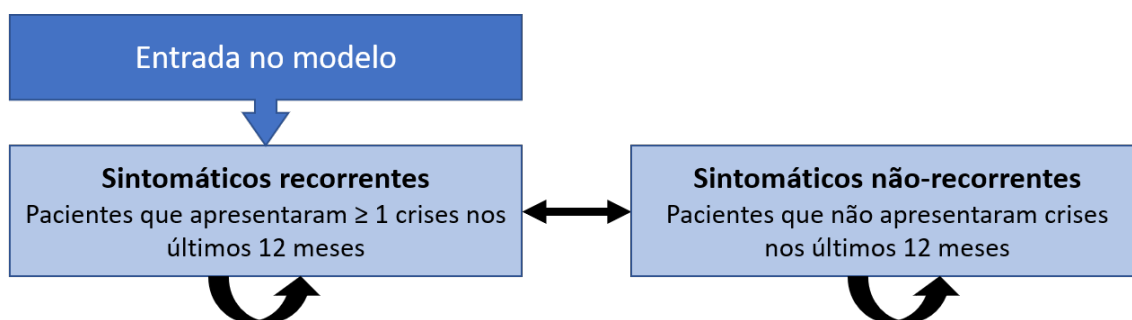 Entrada no modelo
Sintomáticos recorrentes
Pacientes que apresentaram ≥ 1 crises nos
últimos 12 meses
Sintomáticos não-recorrentes
Pacientes que não apresentaram crises
nos últimos 12 meses